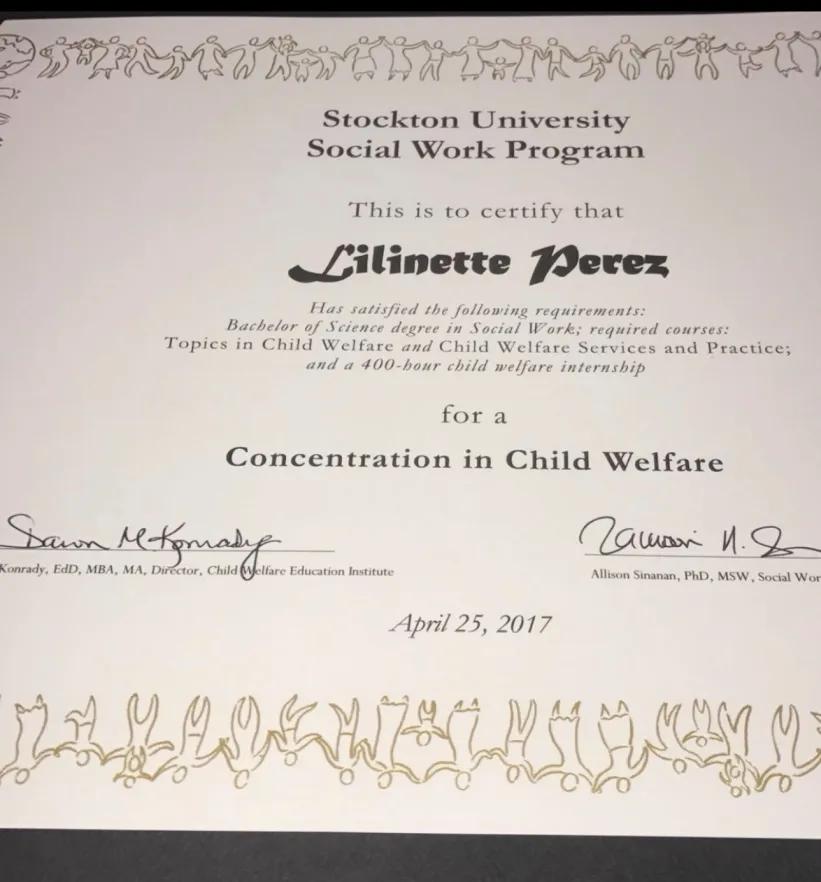 Stockton University
Social Work Program
This is to certify that
Lilinette Perez
Has satisfied the following requirements:
Bachelor of Science degree in Social Work; required courses:
Topics in Child Welfare and Child Welfare Services and Practice;
and a 400-hour child welfare internship
for a
Concentration in Child Welfare
Dawn M Konrady
Konrady, EdD, MBA, MA, Director, Child Welfare Education Institute
Allison Sinanan, PhD, MSW, Social Wor
April 25, 2017